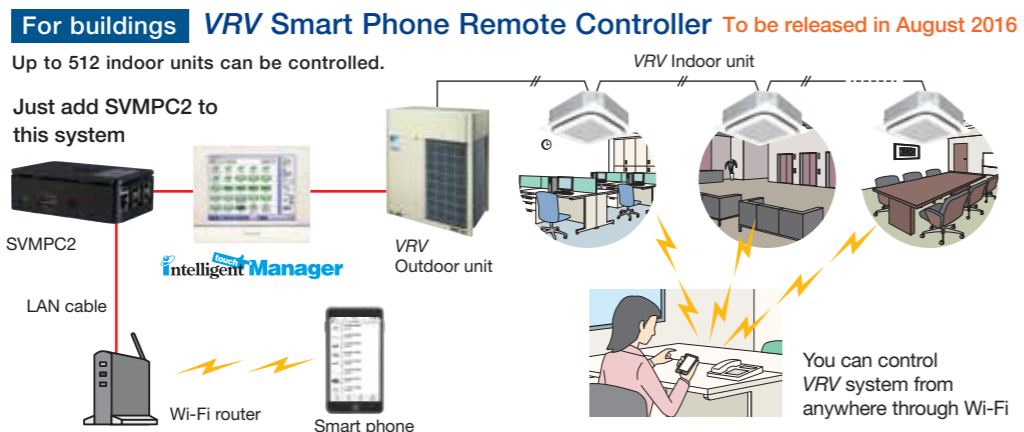 For buildings VRV Smart Phone Remote Controller To be released in August 2016
Up to 512 indoor units can be controlled.
VRV Indoor unit
Just add SVMPC2 to
this system
SVMPC2
intelligent touch Manager
VRV
Outdoor unit
LAN cable
Wi-Fi router
Smart phone
You can control
VRV system from
anywhere through Wi-Fi